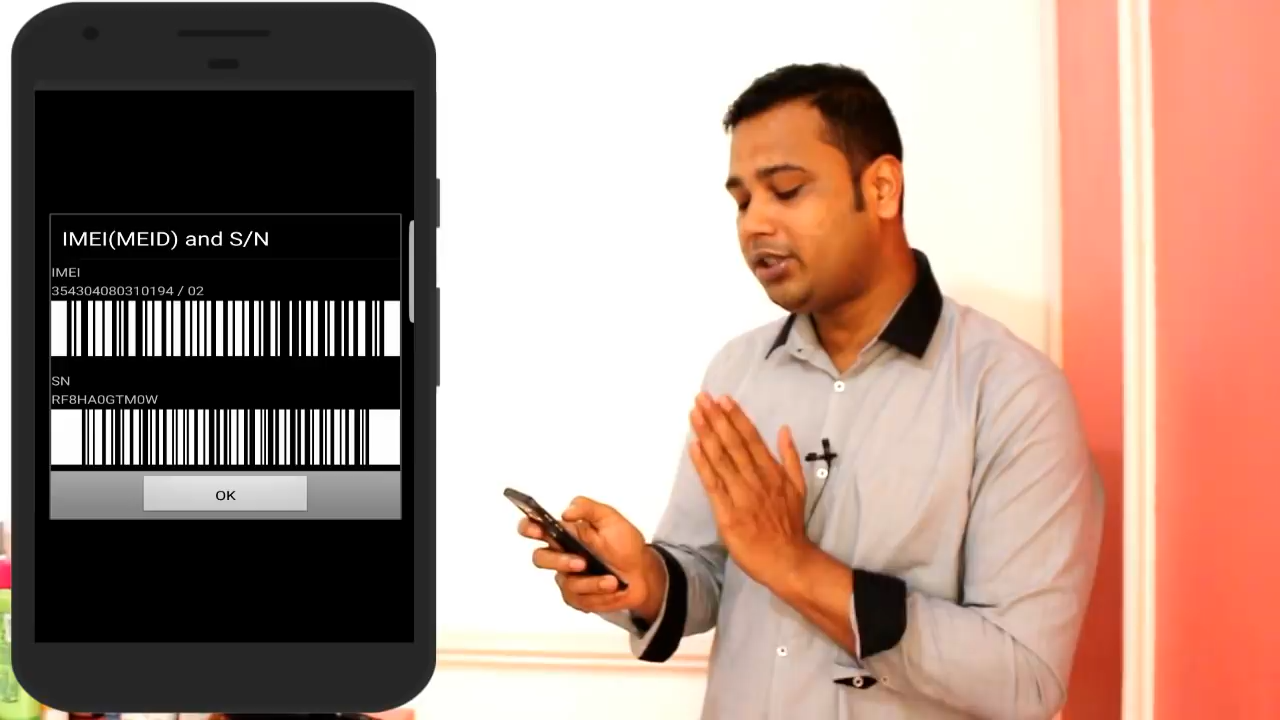 IMEI(MEID) and S/N
IMEI
354304080310194 / 02
SN
RF8HA0GTM0W
OK